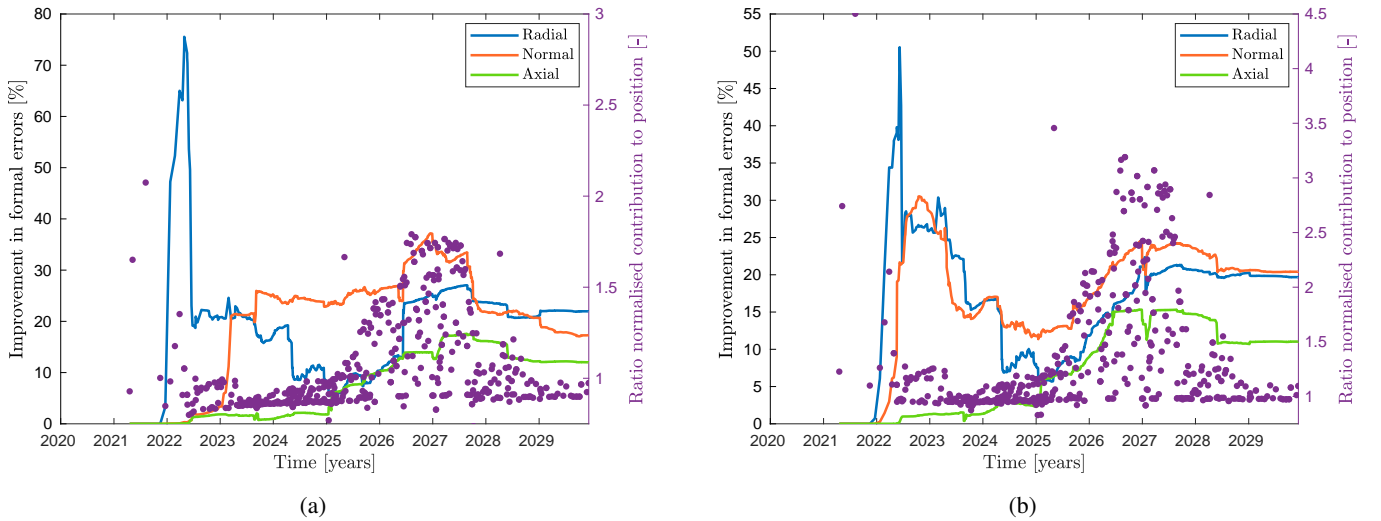 80
70
60
50
40
30
20
10
0
Improvement in formal errors [%]
2020 2021 2022 2023 2024 2025 2026 2027 2028 2029
Time [years]
3
2.5
2
1.5
1
Ratio normalised contribution to position [-]
Radial
Normal
Axial
(a)
55
50
45
40
35
30
25
20
15
10
5
0
Improvement in formal errors [%]
2020 2021 2022 2023 2024 2025 2026 2027 2028 2029
Time [years]
4.5
4
3.5
3
2.5
2
1.5
1
Ratio normalised contribution to position [-]
Radial
Normal
Axial
(b)